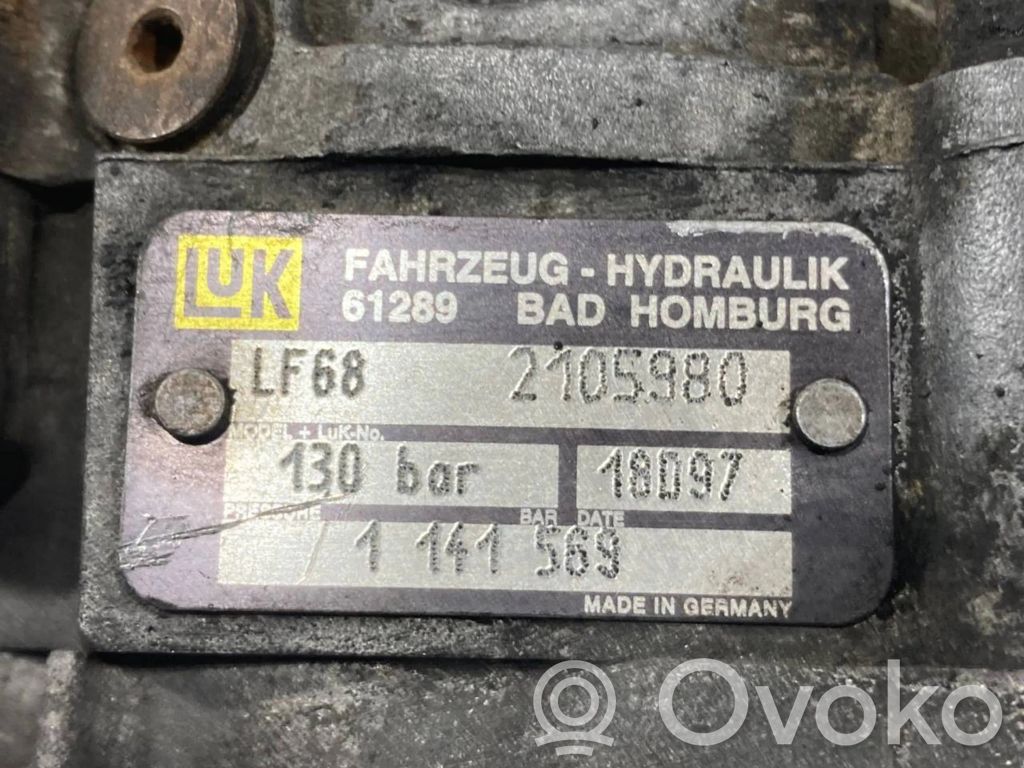 LUK FAHRZEUG - HYDRAULIK
61289 BAD HOMBURG
LF68 2105980
MODEL + LuK-No.
130 bar 18D97
PRESSURE BAR DATE
1 141 569
MADE IN GERMANY
Ovoko